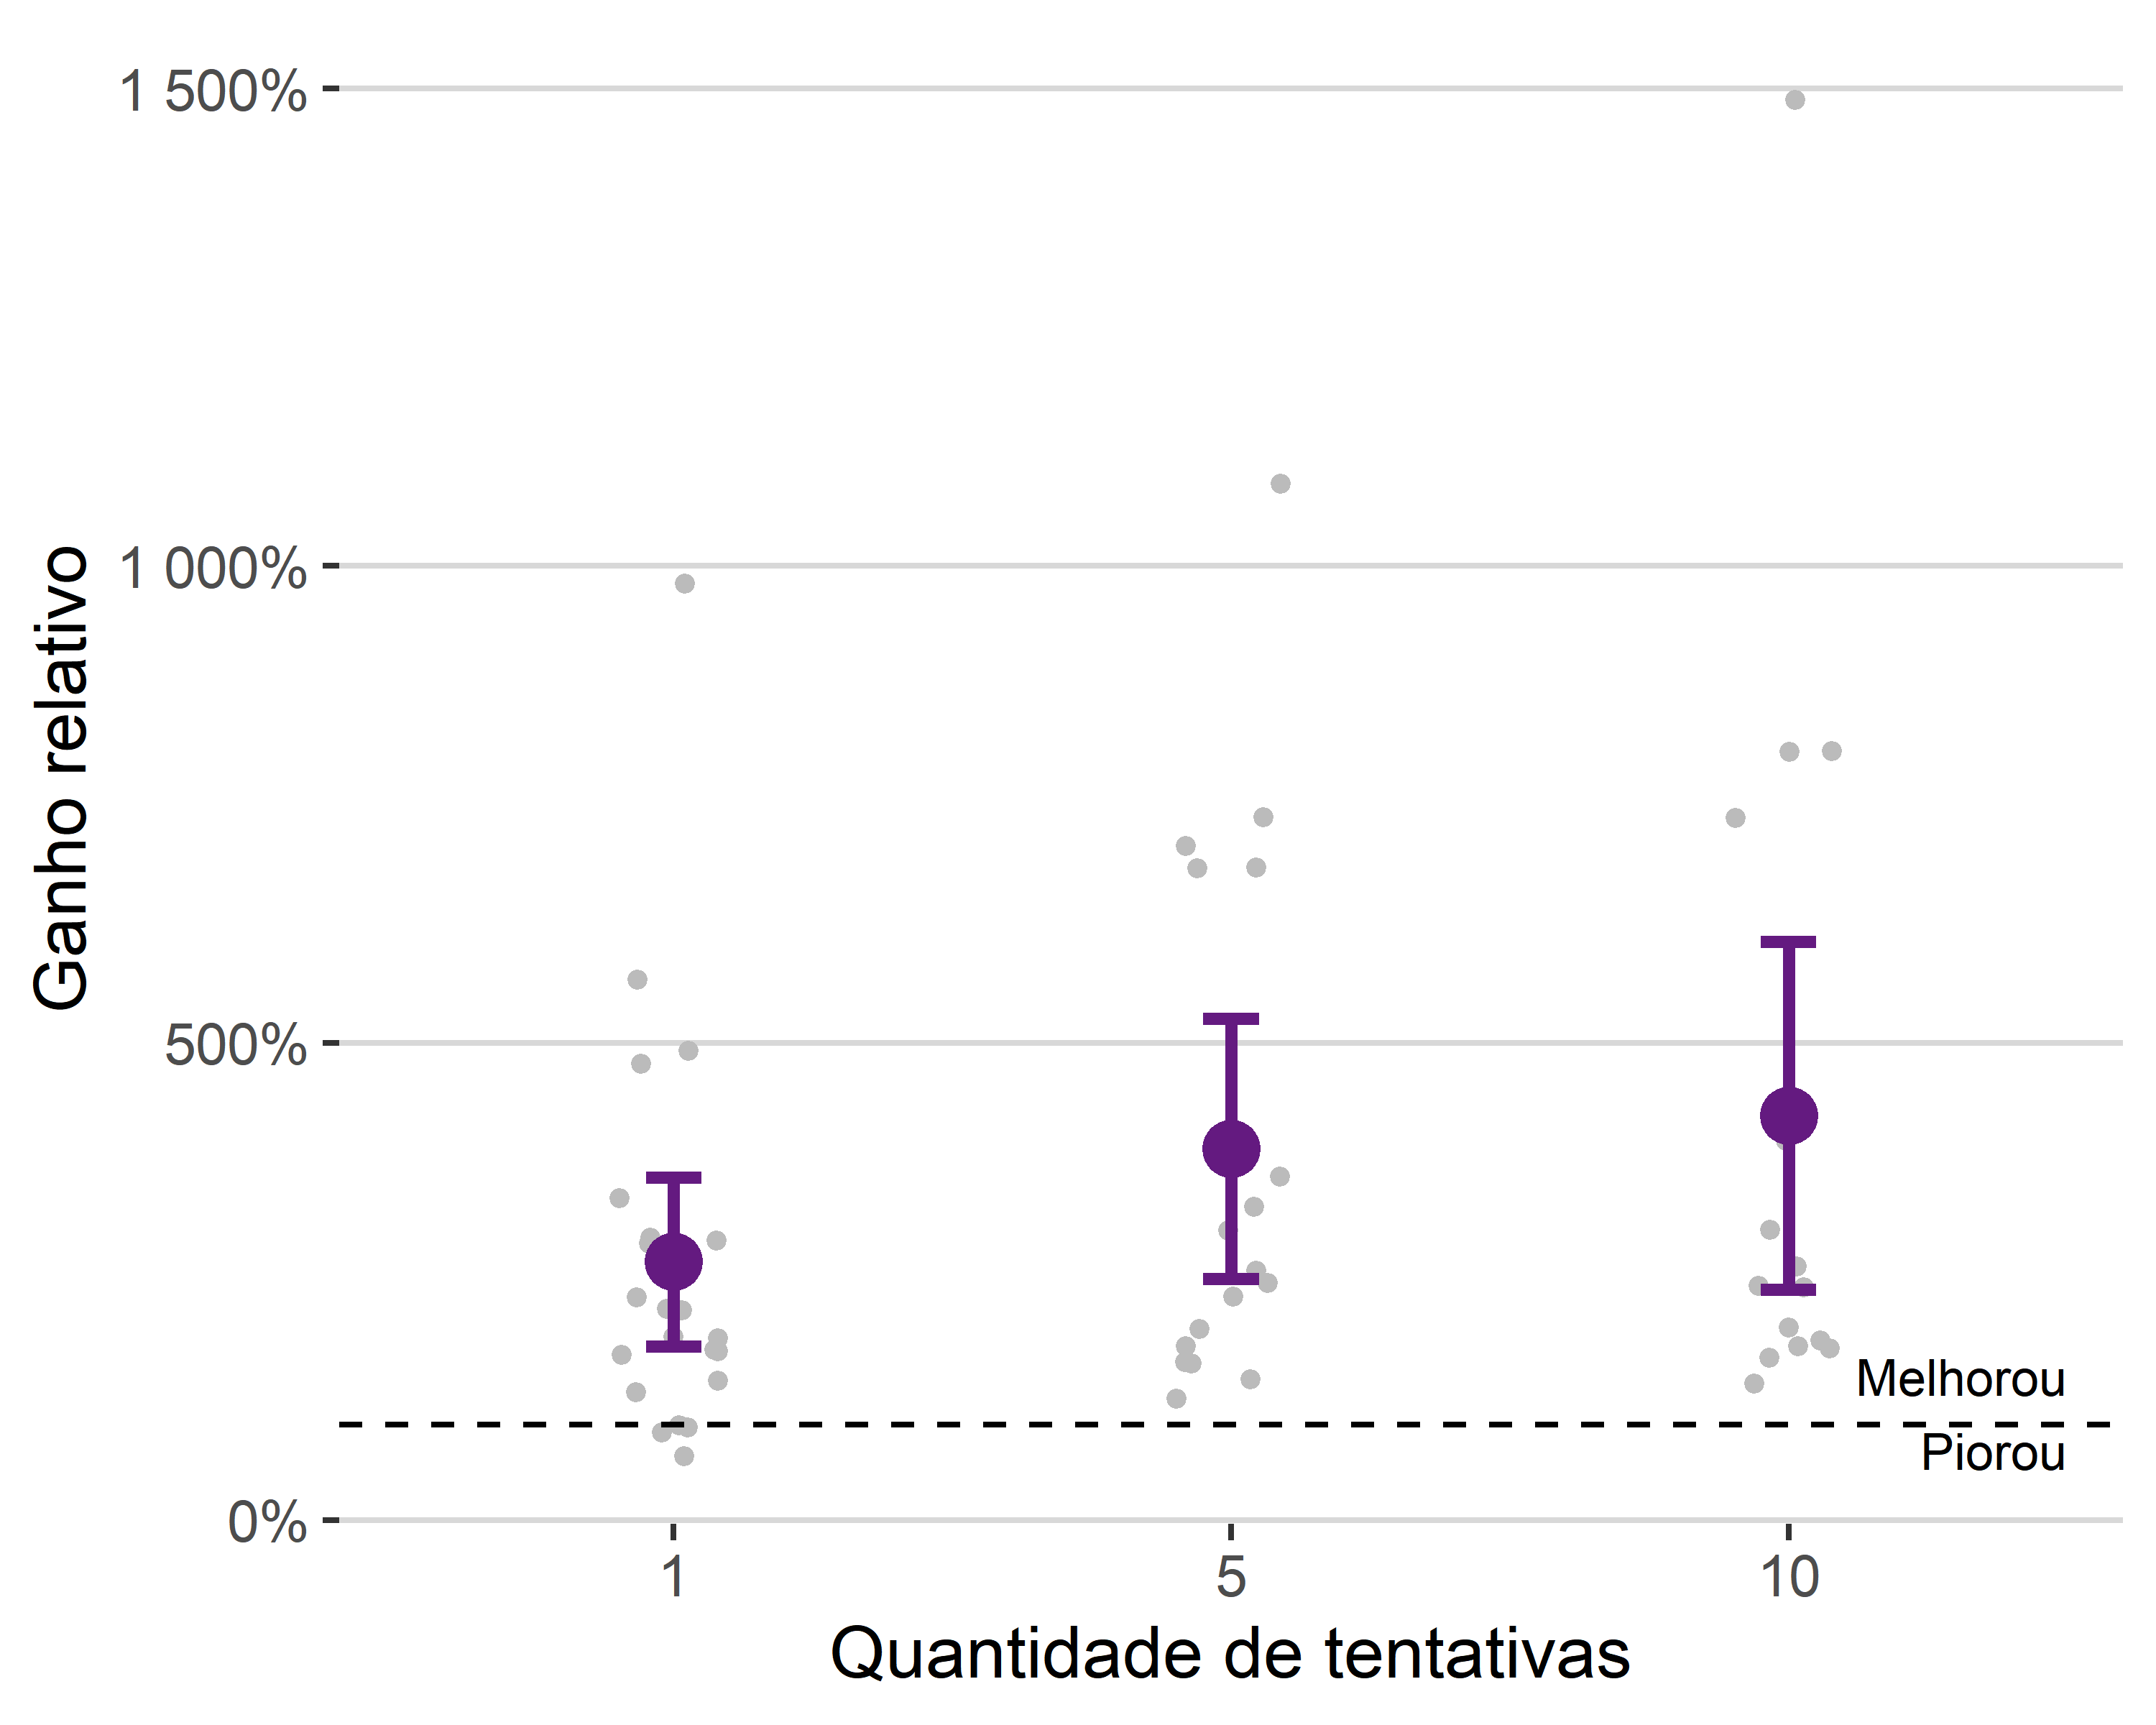 Ganho relativo
1 500%
1 000%
500%
0%
Melhorou
Piorou
1
5
10
Quantidade de tentativas